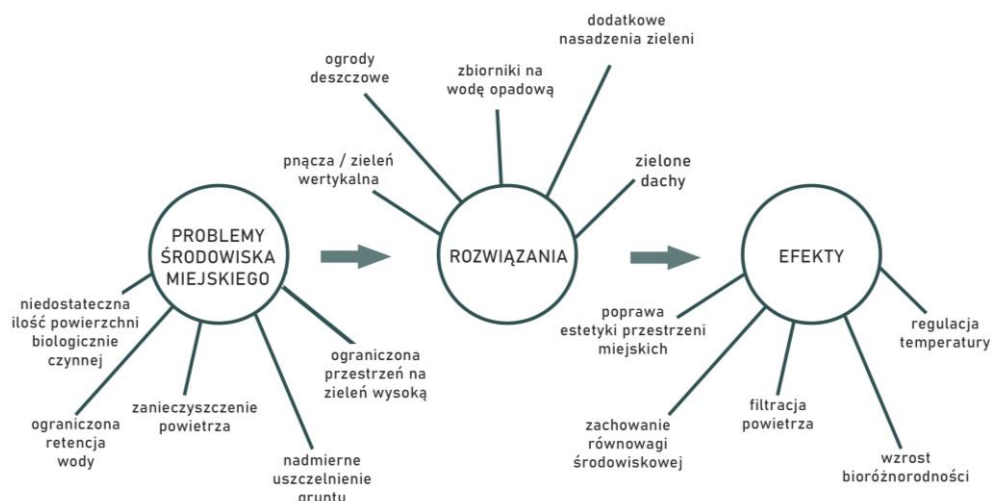 PROBLEMY
ŚRODOWISKA
MIEJSKIEGO
niedostateczna
ilość powierzchni
biologicznie
czynnej
ograniczona
retencja
wody
zanieczyszczenie
powietrza
nadmierne
uszczelnienie
gruntu
ograniczona
przestrzeń na
zieleń wysoką
ROZWIĄZANIA
pnącza / zieleń
wertykalna
ogrody
deszczowe
zbiorniki na
wodę opadową
dodatkowe
nasadzenia zieleni
zielone
dachy
EFEKTY
poprawa
estetyki przestrzeni
miejskich
zachowanie
równowagi
środowiskowej
filtracja
powietrza
wzrost
bioróżnorodności
regulacja
temperatury